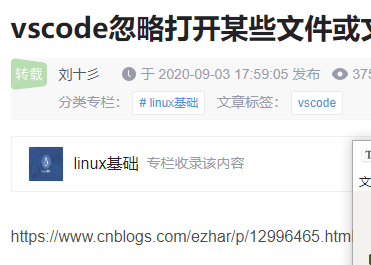 vscode忽略打开某些文件或文
转载 刘十彡 于 2020-09-03 17:59:05 发布 375
分类专栏： # linux基础 文章标签： vscode
linux基础 专栏收录该内容
https://www.cnblogs.com/ezhar/p/12996465.html